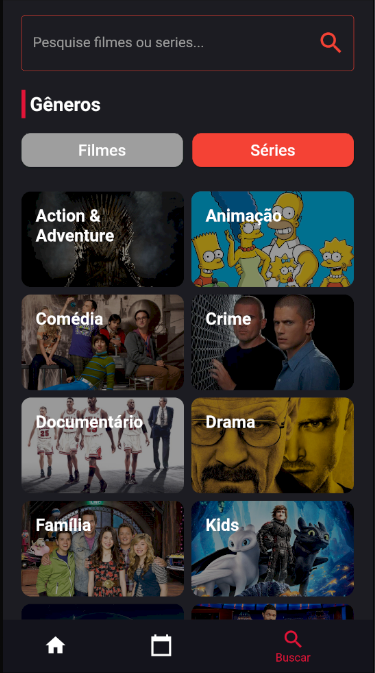 Pesquise filmes ou series...
Gêneros
Filmes
Séries
Action &
Adventure
Animação
Comédia
Crime
Documentário
Drama
Família
Kids
Buscar